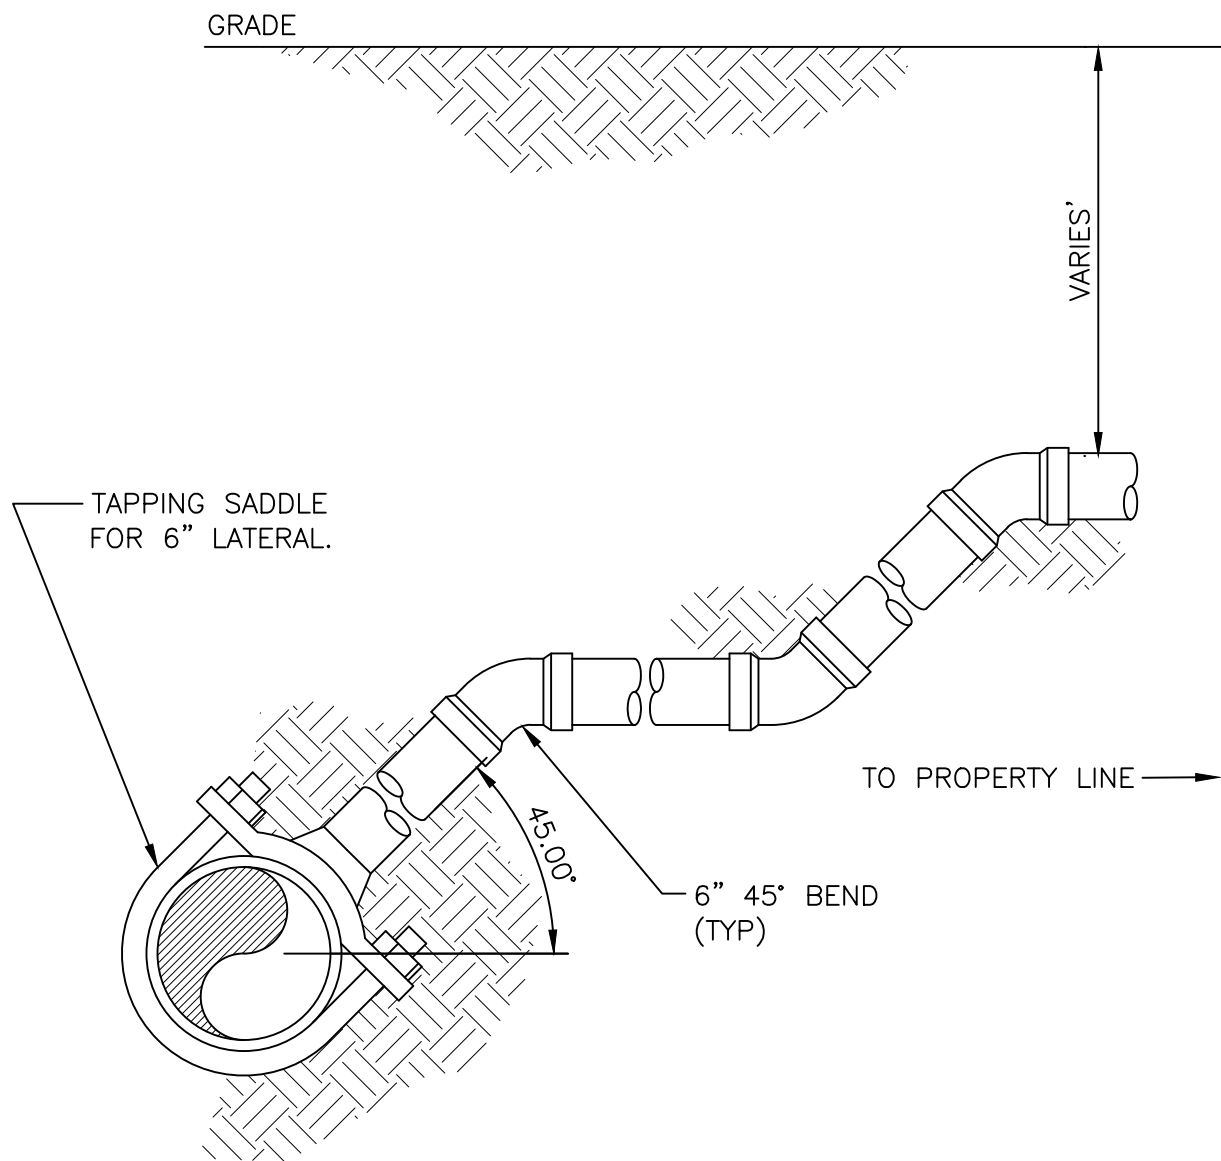 GRADE
VARIES’
TAPPING SADDLE
FOR 6” LATERAL.
TO PROPERTY LINE
45.00°
6” 45° BEND
(TYP)